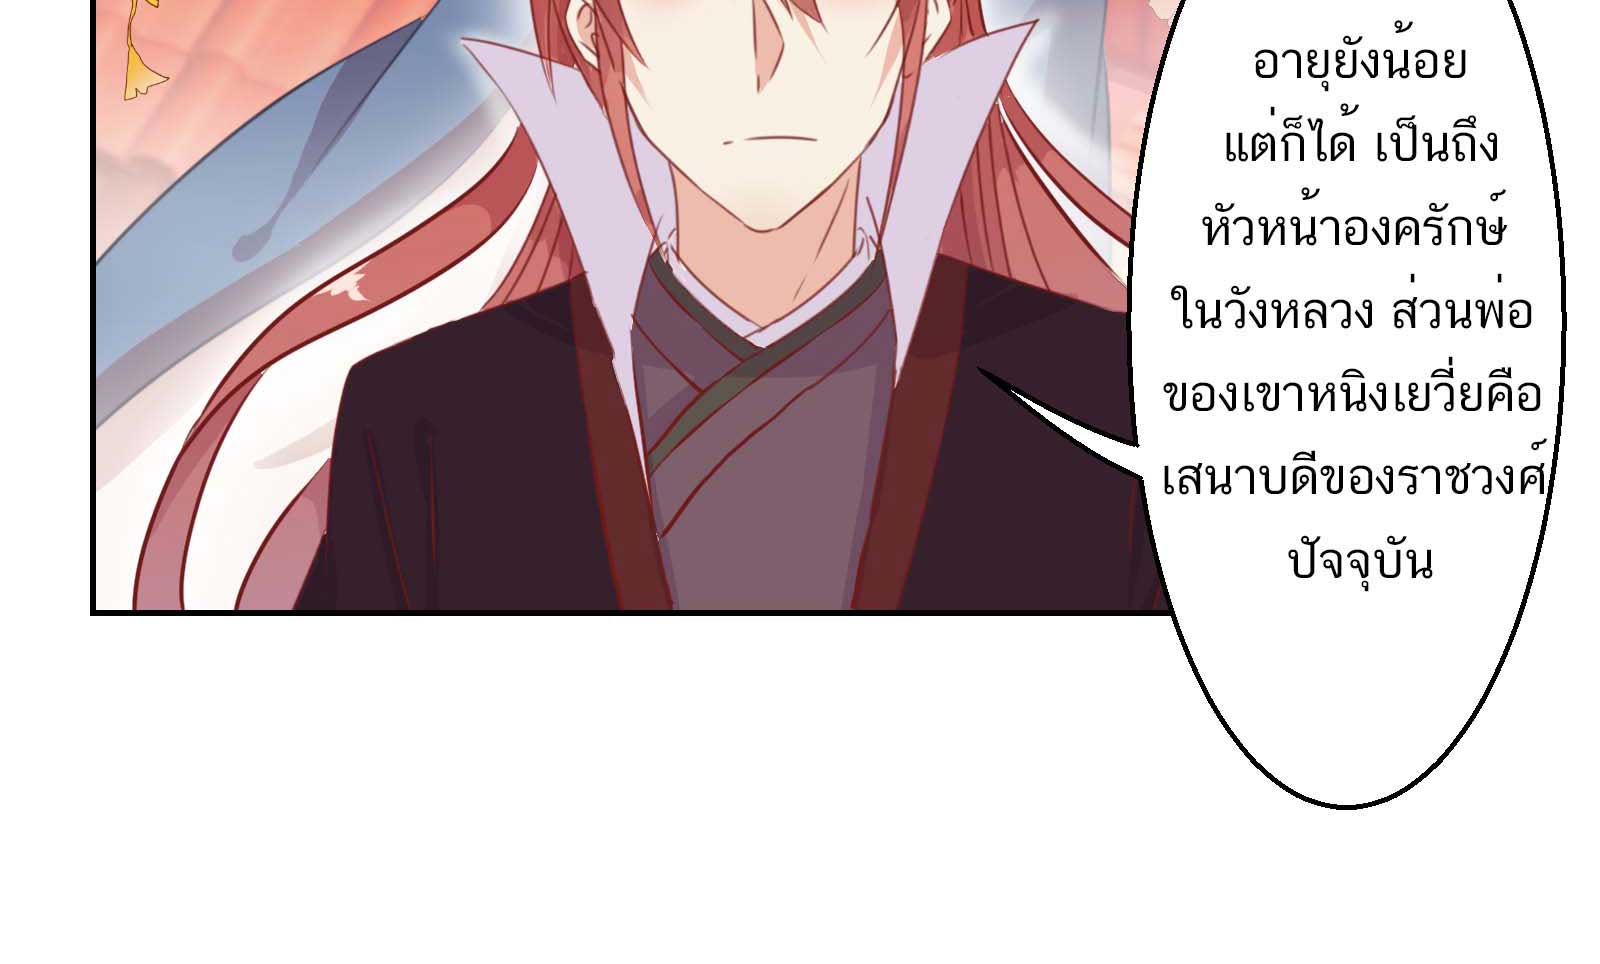 อายุยังน้อย
แต่ก็ได้ เป็นถึง
หัวหน้าองครักษ์
ในวังหลวง ส่วนพ่อ
ของเขาหนิงเยวี่ยคือ
เสนาบดีของราชวงศ์
ปัจจุบัน